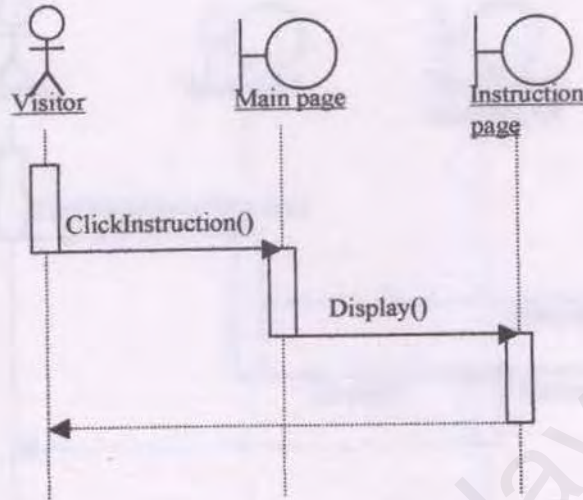 Visitor
Main page
Instruction
page
ClickInstruction()
Display()